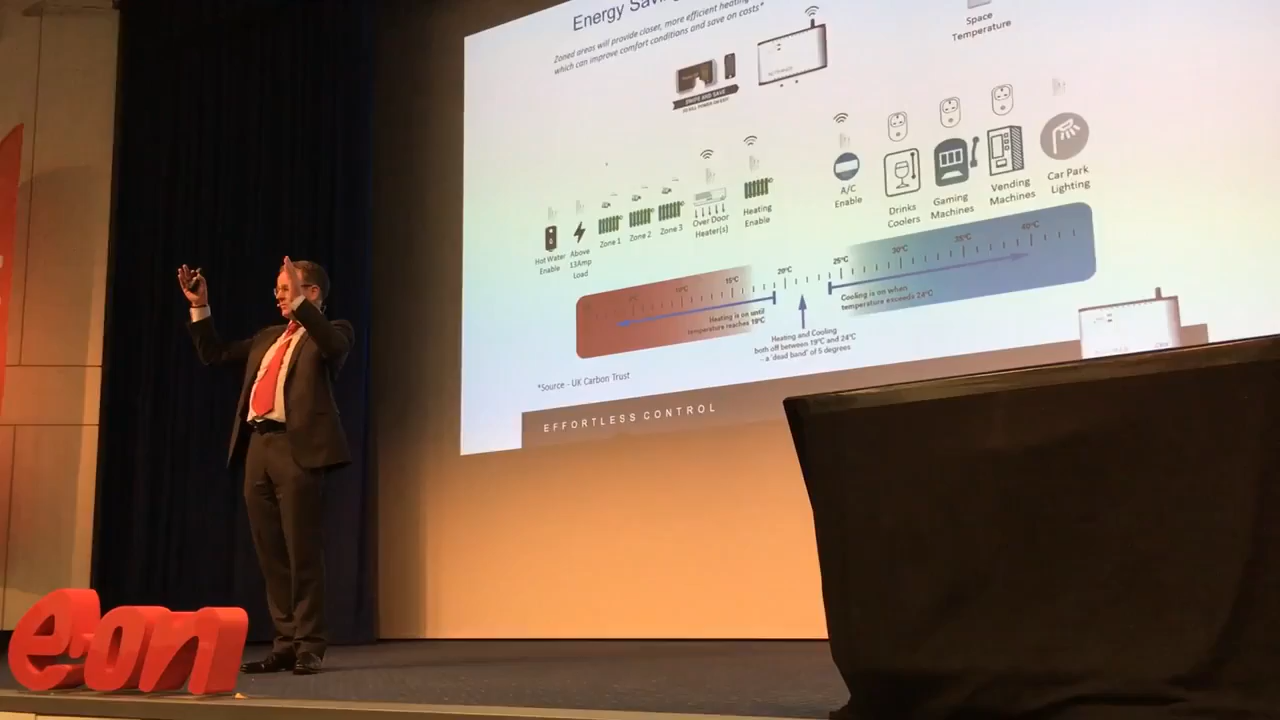 Energy
Zoned areas will provide closer, more efficient heating
which can improve comfort conditions and save on costs*
Space
Temperature
SWIPE AND SAVE
Hot Water
Enable
Above
13Amp
Load
Zone 1
Zone 2
Zone 3
Over Door
Heater(s)
Heating
Enable
A/C
Enable
Drinks
Coolers
Gaming
Machines
Vending
Machines
Car Park
Lighting
10°C
15°C
20°C
25°C
30°C
35°C
40°C
Heating is on until
temperature reaches 19°C
Heating and Cooling
both off between 19°C and 24°C
– a 'dead band' of 5 degrees
Cooling is on when
temperature exceeds 24°C
*Source – UK Carbon Trust
EFFORTLESS CONTROL
e·on